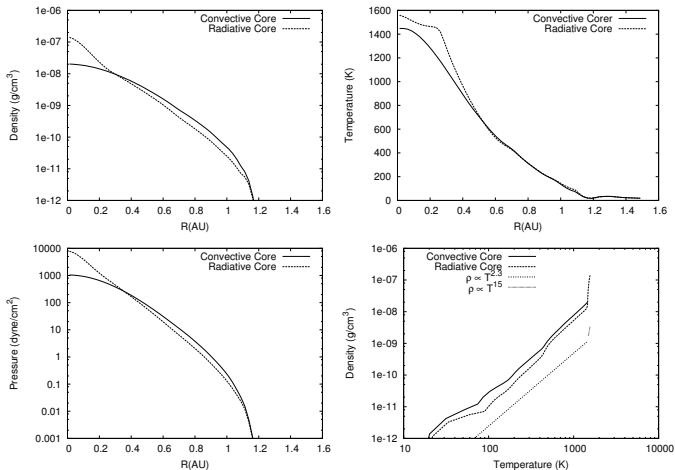 1e-06
1e-07
1e-08
1e-09
1e-10
1e-11
1e-12
Density (g/cm³)
0 0.2 0.4 0.6 0.8 1 1.2 1.4 1.6
R(AU)
Convective Core
Radiative Core
1600
1400
1200
1000
800
600
400
200
0
Temperature (K)
0 0.2 0.4 0.6 0.8 1 1.2 1.4 1.6
R(AU)
Convective Corer
Radiative Core
10000
1000
100
10
1
0.1
0.01
0.001
Pressure (dyne/cm²)
0 0.2 0.4 0.6 0.8 1 1.2 1.4 1.6
R(AU)
Convective Core
Radiative Core
1e-06
1e-07
1e-08
1e-09
1e-10
1e-11
1e-12
Density (g/cm³)
10 100 1000 10000
Temperature (K)
Convective Core
Radiative Core
ρ ∝ T^2.3
ρ ∝ T^15